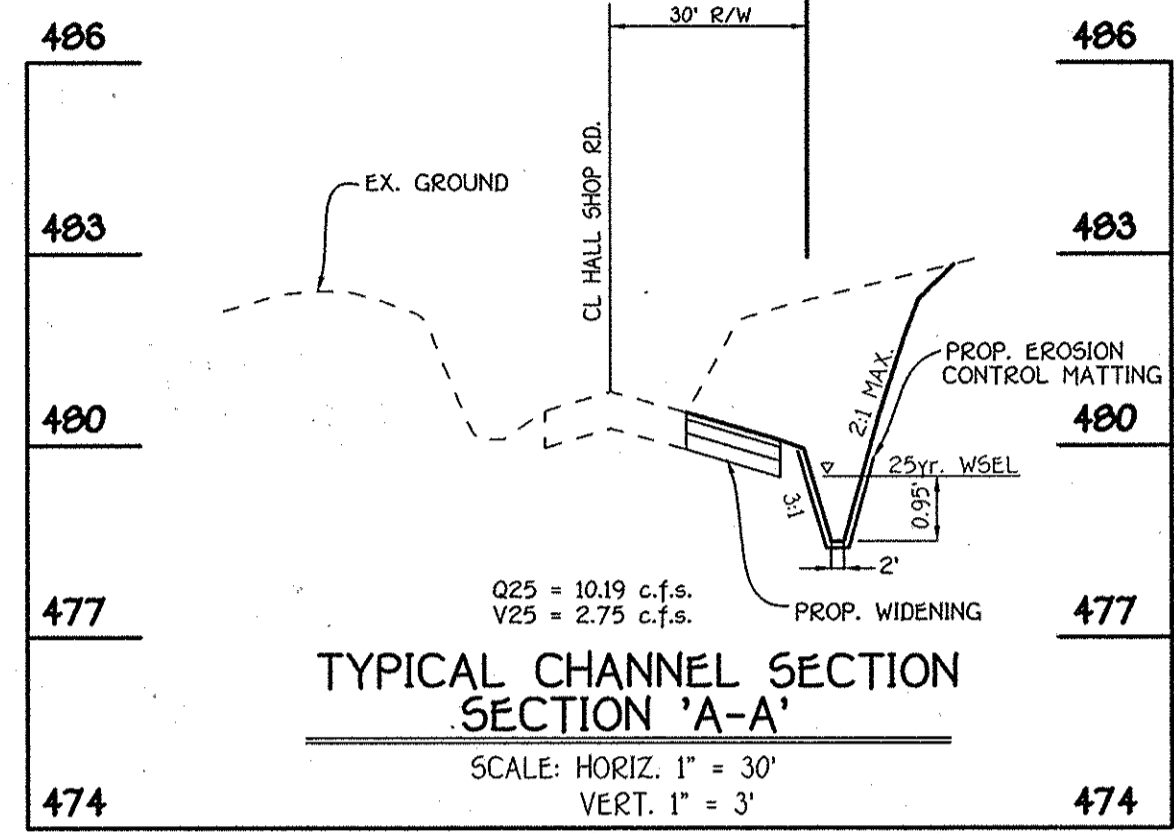 30' R/W
486
486
CL HALL SHOP RD.
EX. GROUND
483
483
PROP. EROSION
CONTROL MATTING
2:1 MAX.
480
480
25yr. WSEL
3:1
0.95'
2'
Q25 = 10.19 c.f.s.
V25 = 2.75 c.f.s.
PROP. WIDENING
477
477
TYPICAL CHANNEL SECTION
SECTION 'A-A'
SCALE: HORIZ. 1" = 30'
VERT. 1" = 3'
474
474